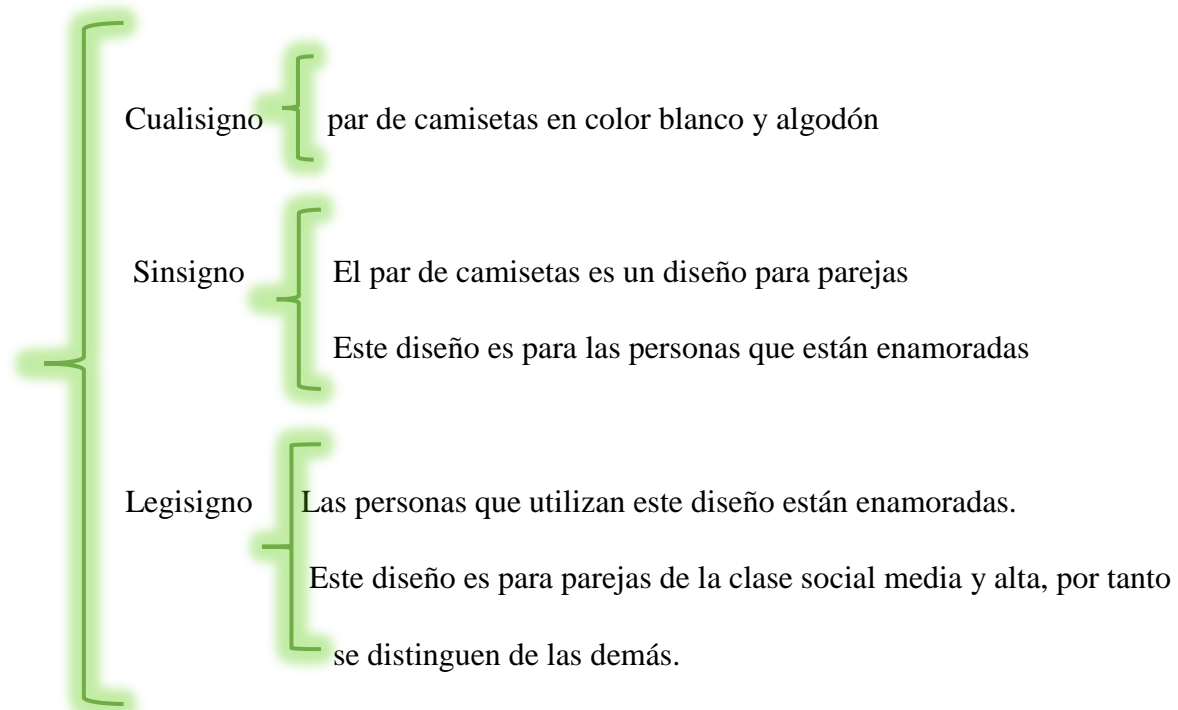 Cualisigno par de camisetas en color blanco y algodón
Sinsigno El par de camisetas es un diseño para parejas
Este diseño es para las personas que están enamoradas
Legisigno Las personas que utilizan este diseño están enamoradas.
Este diseño es para parejas de la clase social media y alta, por tanto
se distinguen de las demás.